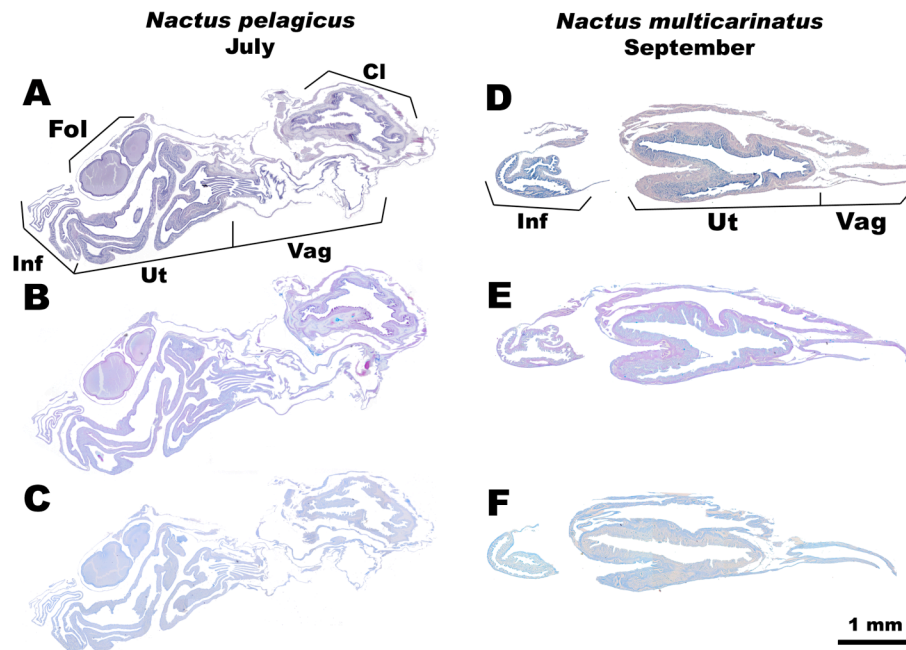 Nactus pelagicus
July
Nactus multicarinatus
September
A
Fol
Cl
Inf
Ut
Vag
B
C
D
Inf
Ut
Vag
E
F
1 mm